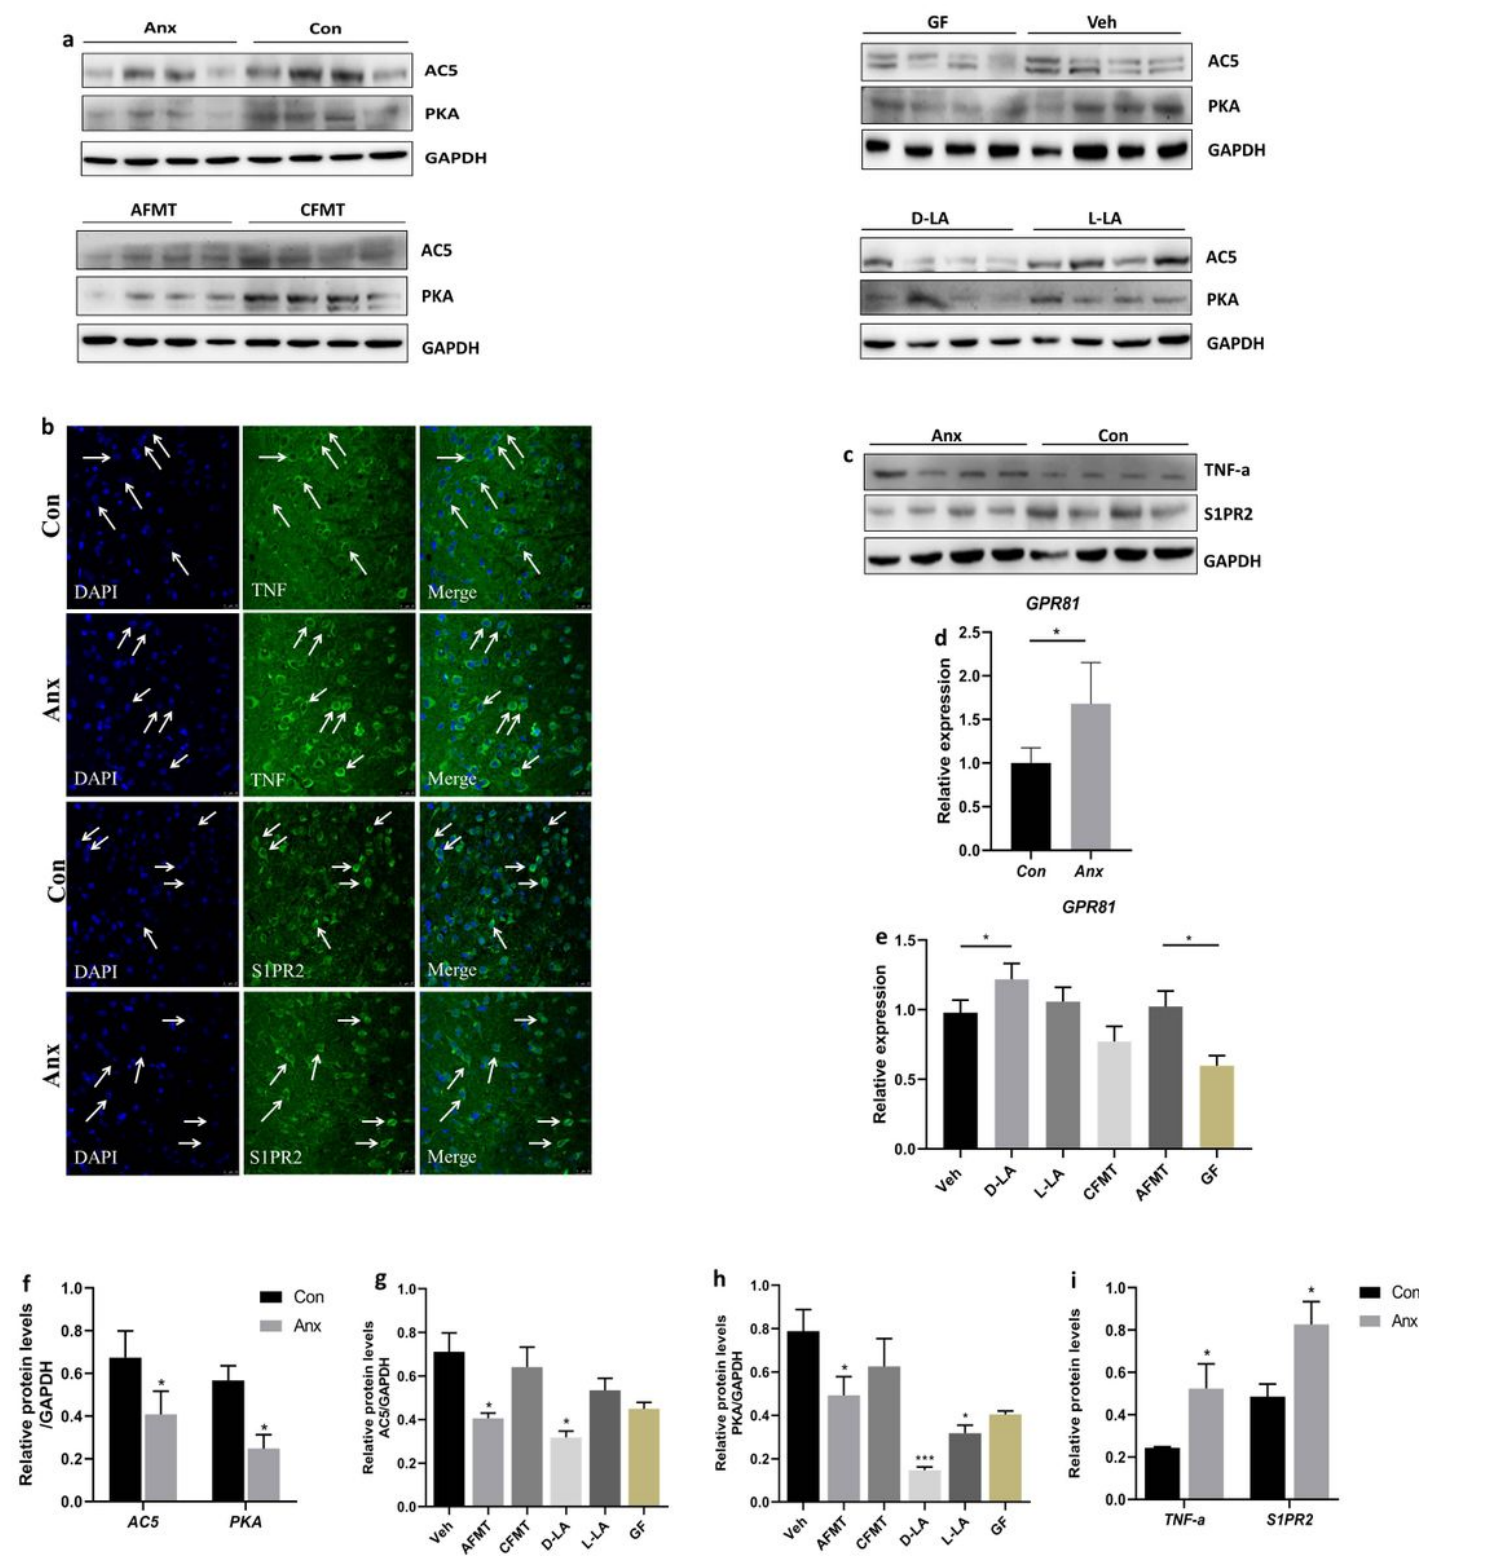 a
Anx Con
AC5
PKA
GAPDH
GF Veh
AC5
PKA
GAPDH
AFMT CFMT
AC5
PKA
GAPDH
D-LA L-LA
AC5
PKA
GAPDH
b
Con
DAPI TNF Merge
Anx
DAPI TNF Merge
Con
DAPI S1PR2 Merge
Anx
DAPI S1PR2 Merge
c
Anx Con
TNF-a
S1PR2
GAPDH
d
GPR81
Relative expression
2.5
2.0
1.5
1.0
0.5
0.0
*
Con Anx
e
GPR81
Relative expression
1.5
1.0
0.5
0.0
* *
Veh D-LA L-LA CFMT AFMT GF
f
Relative protein levels
/GAPDH
1.0
0.8
0.6
0.4
0.2
0.0
* *
AC5 PKA
Con
Anx
g
Relative protein levels
AC5/GAPDH
1.0
0.8
0.6
0.4
0.2
0.0
* *
Veh AFMT CFMT D-LA L-LA GF
h
Relative protein levels
PKA/GAPDH
1.0
0.8
0.6
0.4
0.2
0.0
* *** *
Veh AFMT CFMT D-LA L-LA GF
i
Relative protein levels
1.0
0.8
0.6
0.4
0.2
0.0
* *
TNF-a S1PR2
Con
Anx